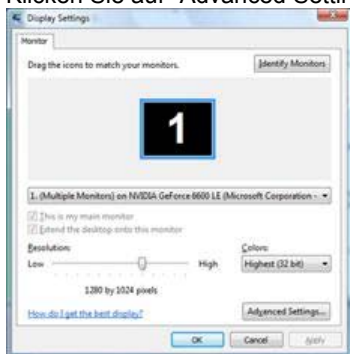 Klicken Sie auf "Advanced Setti
Display Settings
Monitor
Drag the icons to match your monitors.
Identify Monitors
1
1. (Multiple Monitors) on NVIDIA GeForce 6600 LE (Microsoft Corporation -
This is my main monitor
Extend the desktop onto this monitor
Resolution:
Colors:
Low
High
Highest (32 bit)
1280 by 1024 pixels
How do I get the best display?
Advanced Settings...
OK
Cancel
Apply